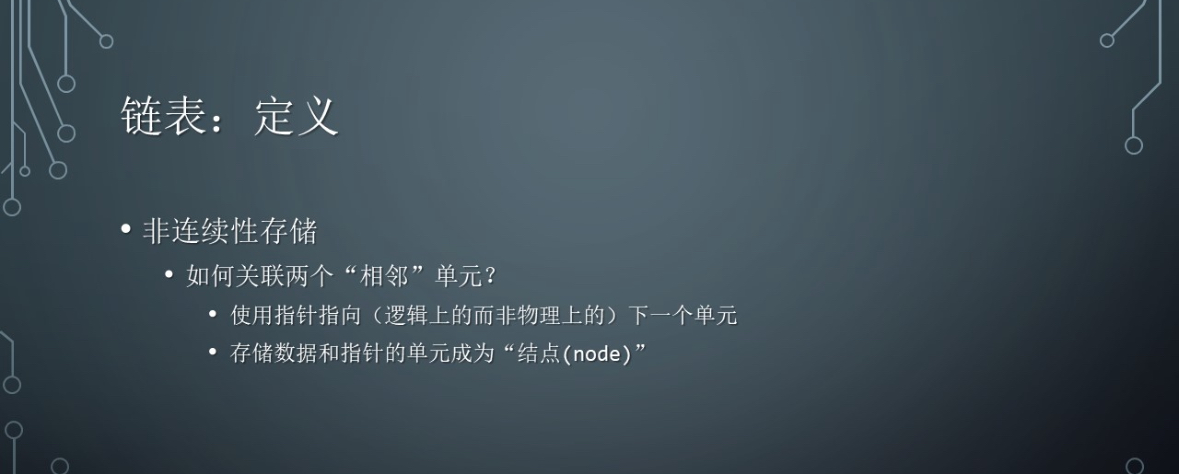 链表：定义
• 非连续性存储
• 如何关联两个“相邻”单元？
• 使用指针指向（逻辑上的而非物理上的）下一个单元
• 存储数据和指针的单元成为“结点(node)”